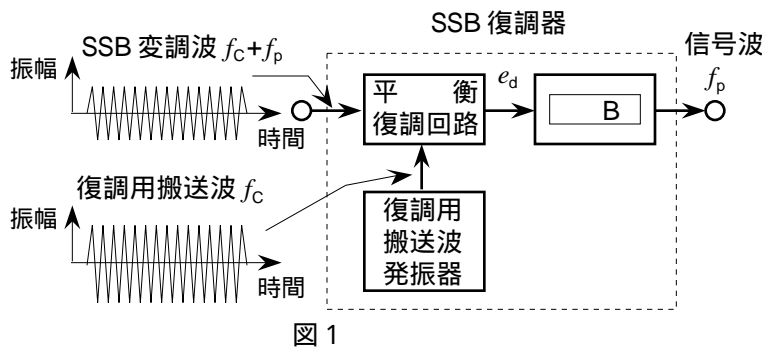 SSB 復調器
SSB 変調波 fC+fp
信号波
fp
振幅
時間
平 衡
復調回路
ed
B
復調用搬送波 fC
振幅
時間
復調用
搬送波
発振器
図 1